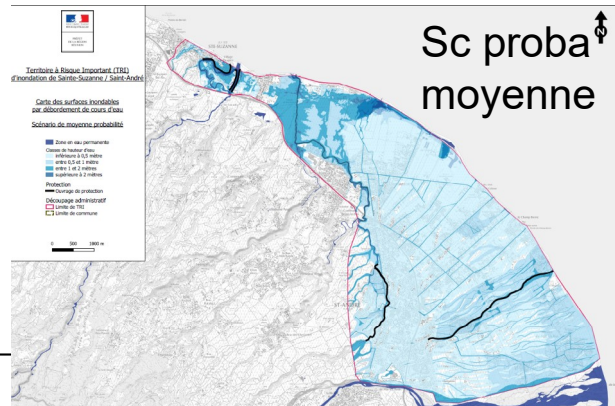 Sc proba
moyenne
N
Territoire à Risque Important (TRI)
d'inondation de Sainte-Suzanne / Saint-André
Carte des surfaces inondables
par débordement de cours d'eau
Scénario de moyenne probabilité
Zone en eau permanente
Classes de hauteur d'eau
inférieure à 0,5 mètre
entre 0,5 et 1 mètre
entre 1 et 2 mètres
supérieure à 2 mètres
Protection
Ouvrage de protection
Découpage administratif
Limite de TRI
Limite de commune
0 500 1000 m
STE-SUZANNE
ST-ANDRE